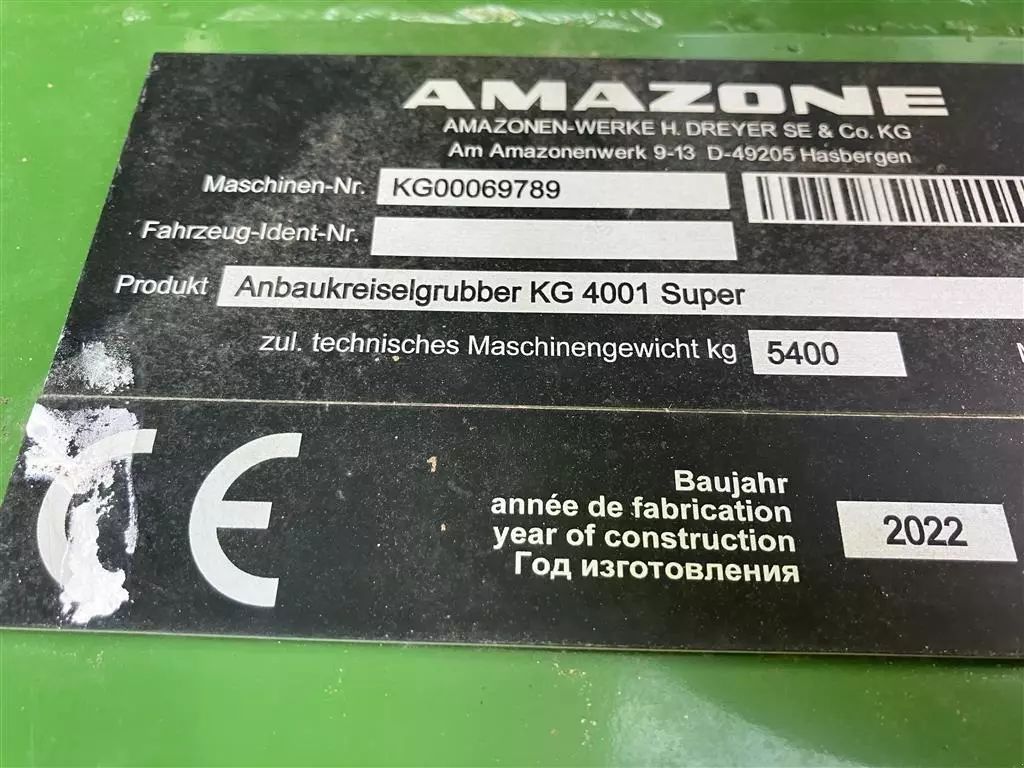 AMAZONE
AMAZONEN-WERKE H. DREYER SE & Co. KG
Am Amazonenwerk 9-13 D-49205 Hasbergen
Maschinen-Nr. KG00069789
Fahrzeug-Ident-Nr.
Produkt Anbaukreiselgrubber KG 4001 Super
zul. technisches Maschinengewicht kg 5400
CE
Baujahr
année de fabrication
year of construction 2022
Год изготовления